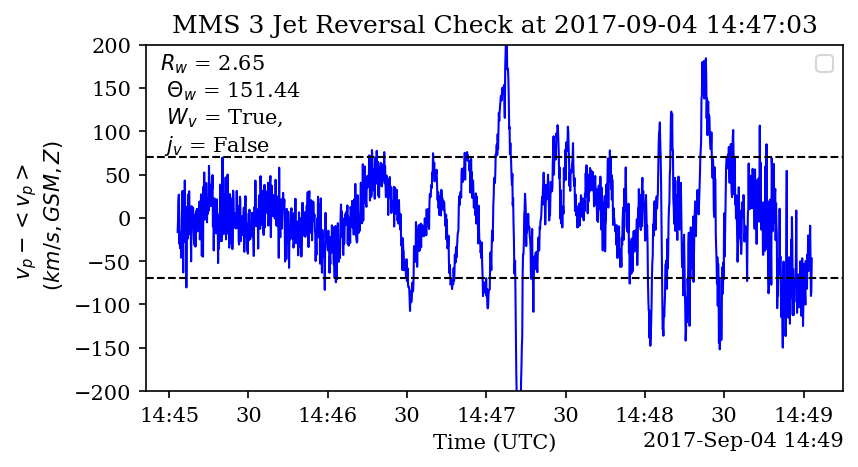 MMS 3 Jet Reversal Check at 2017-09-04 14:47:03
R_w = 2.65
Θ_w = 151.44
W_v = True,
j_v = False
200
150
100
50
0
−50
−100
−150
−200
v_p − < v_p >
(km/s, GSM, Z)
14:45 30 14:46 30 14:47 30 14:48 30 14:49
Time (UTC)
2017-Sep-04 14:49